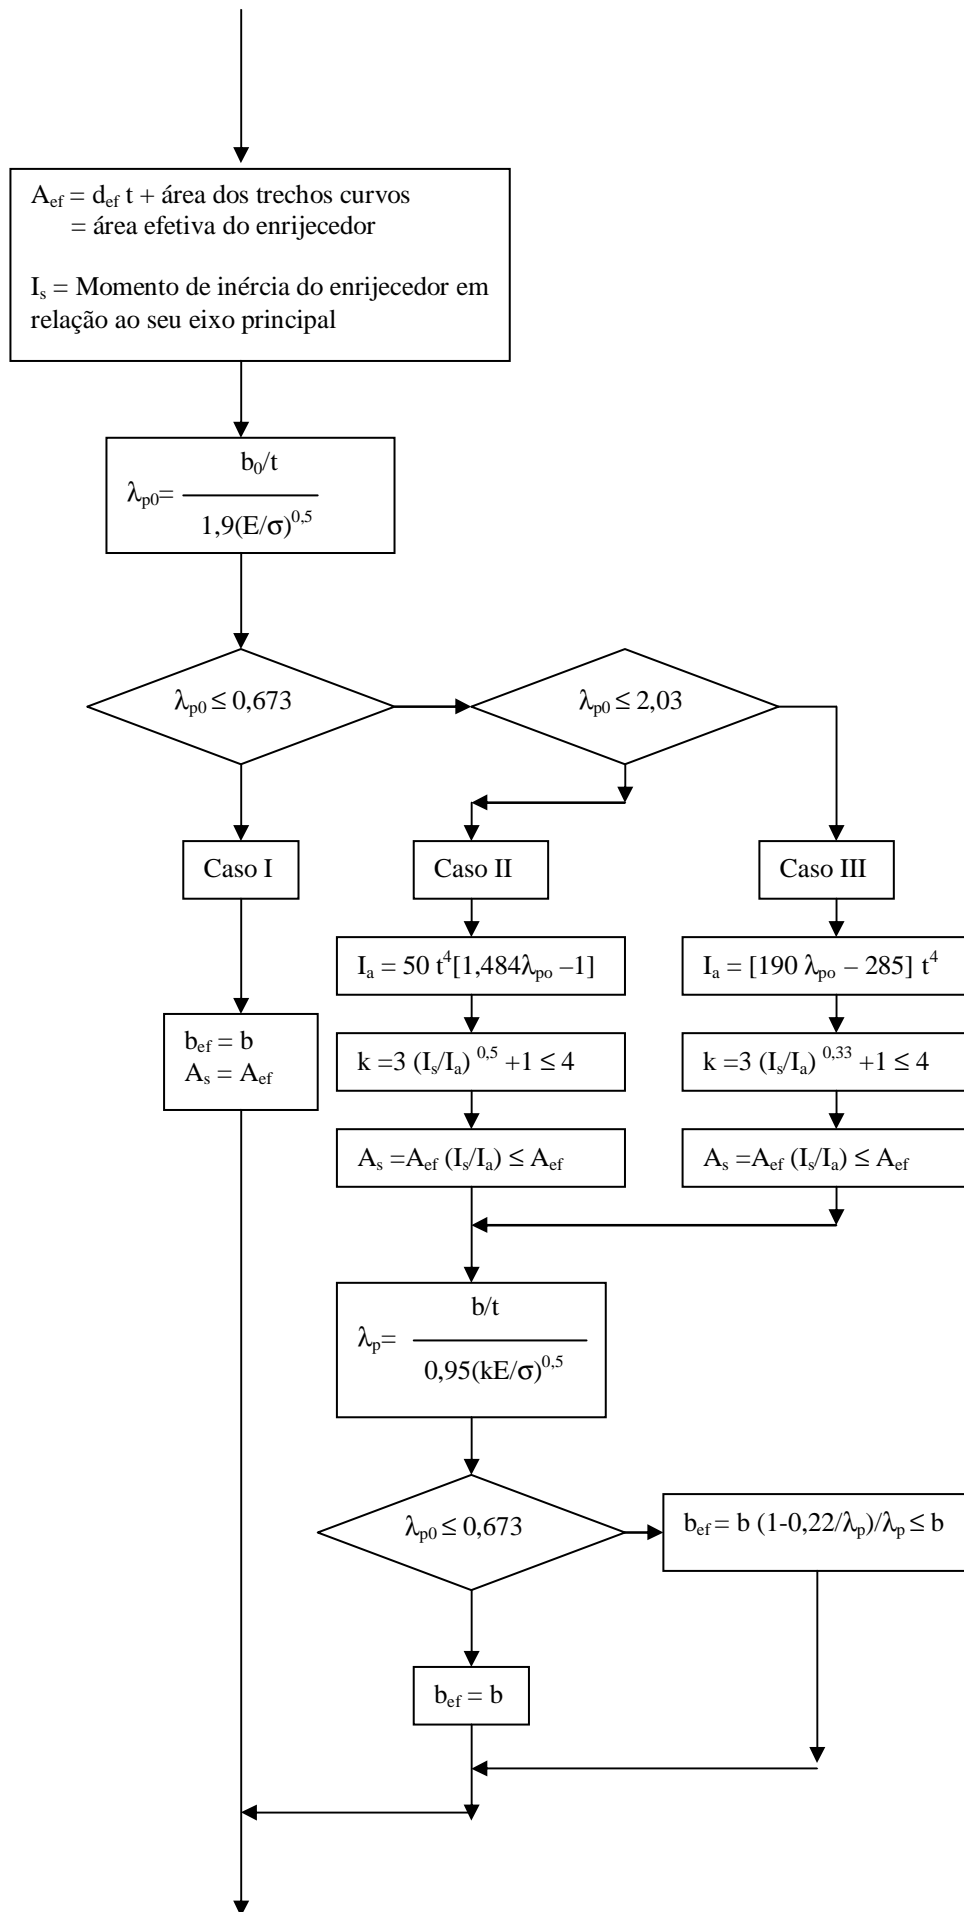 A_ef = d_ef t + área dos trechos curvos
= área efetiva do enrijecedor
I_s = Momento de inércia do enrijecedor em
relação ao seu eixo principal
b_0/t
λ_p0=
1,9(E/σ)^0,5
λ_p0 ≤ 0,673
λ_p0 ≤ 2,03
Caso I
Caso II
Caso III
I_a = 50 t^4[1,484λ_po –1]
I_a = [190 λ_po – 285] t^4
b_ef = b
A_s = A_ef
k =3 (I_s/I_a) ^0,5 +1 ≤ 4
k =3 (I_s/I_a) ^0,33 +1 ≤ 4
A_s =A_ef (I_s/I_a) ≤ A_ef
A_s =A_ef (I_s/I_a) ≤ A_ef
b/t
λ_p=
0,95(kE/σ)^0,5
λ_p0 ≤ 0,673
b_ef = b (1-0,22/λ_p)/λ_p ≤ b
b_ef = b